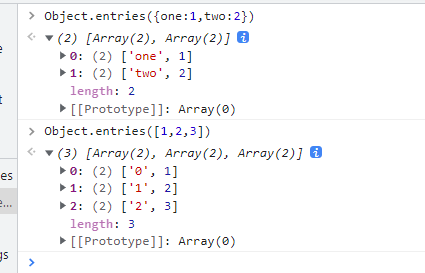 > Object.entries({one:1,two:2})
(2) [Array(2), Array(2)] i
0: (2) ['one', 1]
1: (2) ['two', 2]
length: 2
[[Prototype]]: Array(0)
> Object.entries([1,2,3])
(3) [Array(2), Array(2), Array(2)] i
0: (2) ['0', 1]
1: (2) ['1', 2]
es
2: (2) ['2', 3]
e...
length: 3
[[Prototype]]: Array(0)
gs
>